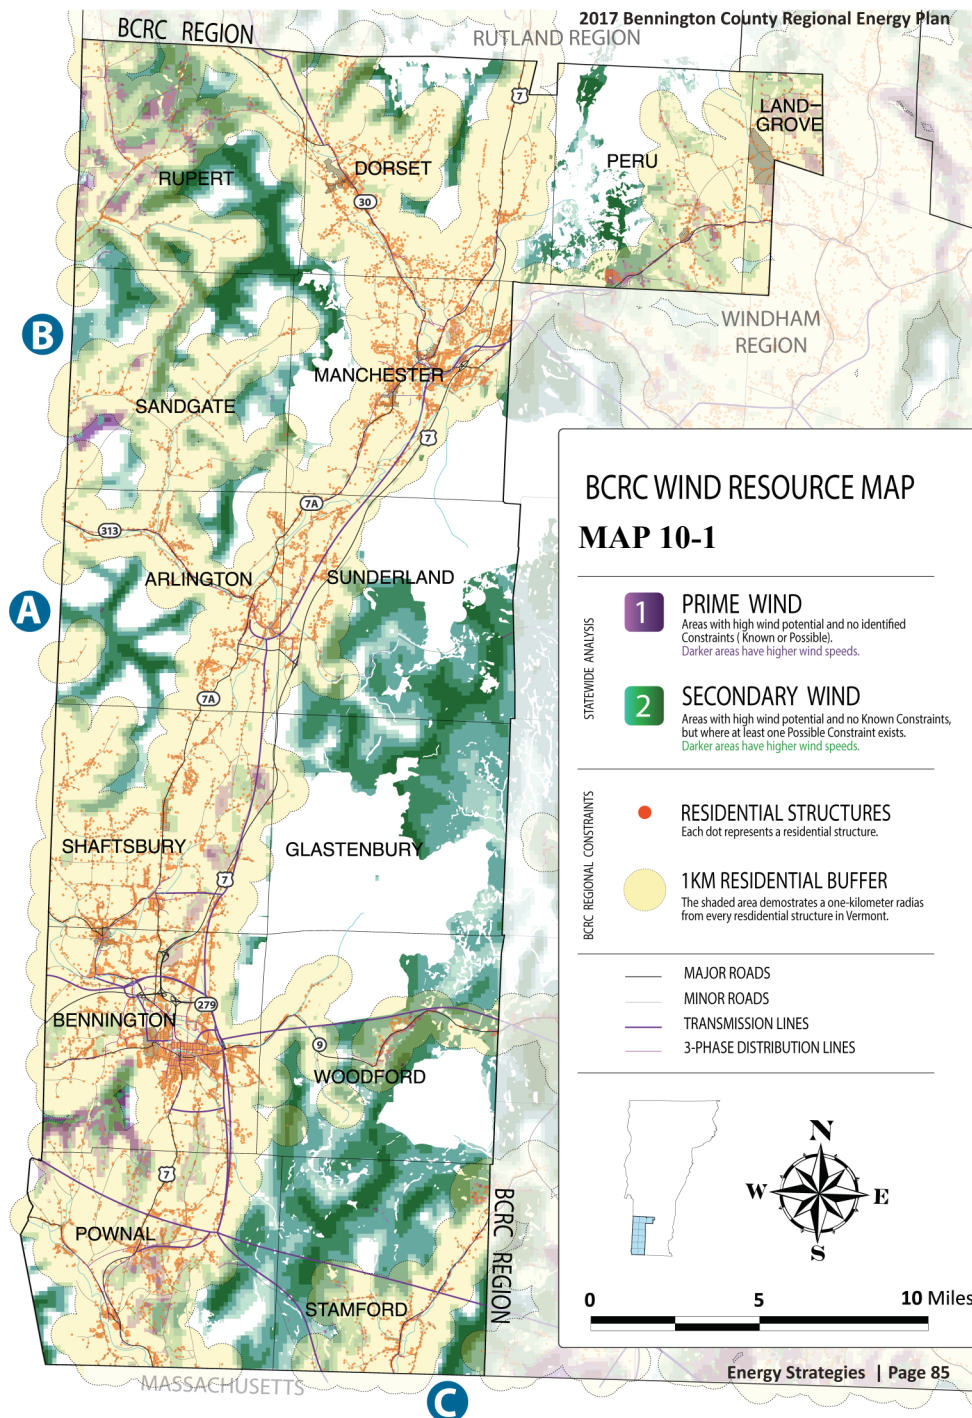 2017 Bennington County Regional Energy Plan
BCRC REGION
RUTLAND REGION
7
LAND-
GROVE
DORSET
PERU
RUPERT
30
WINDHAM
REGION
B
MANCHESTER
SANDGATE
7
7A
313
ARLINGTON
SUNDERLAND
A
7A
SHAFTSBURY
GLASTENBURY
7
279
BENNINGTON
9
WOODFORD
7
POWNAL
BCRC REGION
STAMFORD
MASSACHUSETTS
C
BCRC WIND RESOURCE MAP
MAP 10-1
STATEWIDE ANALYSIS
1
PRIME WIND
Areas with high wind potential and no identified
Constraints ( Known or Possible).
Darker areas have higher wind speeds.
2
SECONDARY WIND
Areas with high wind potential and no Known Constraints,
but where at least one Possible Constraint exists.
Darker areas have higher wind speeds.
BCRC REGIONAL CONSTRAINTS
RESIDENTIAL STRUCTURES
Each dot represents a residential structure.
1KM RESIDENTIAL BUFFER
The shaded area demostrates a one-kilometer radias
from every resdidential structure in Vermont.
MAJOR ROADS
MINOR ROADS
TRANSMISSION LINES
3-PHASE DISTRIBUTION LINES
N
W
E
S
0 5 10 Miles
Energy Strategies | Page 85